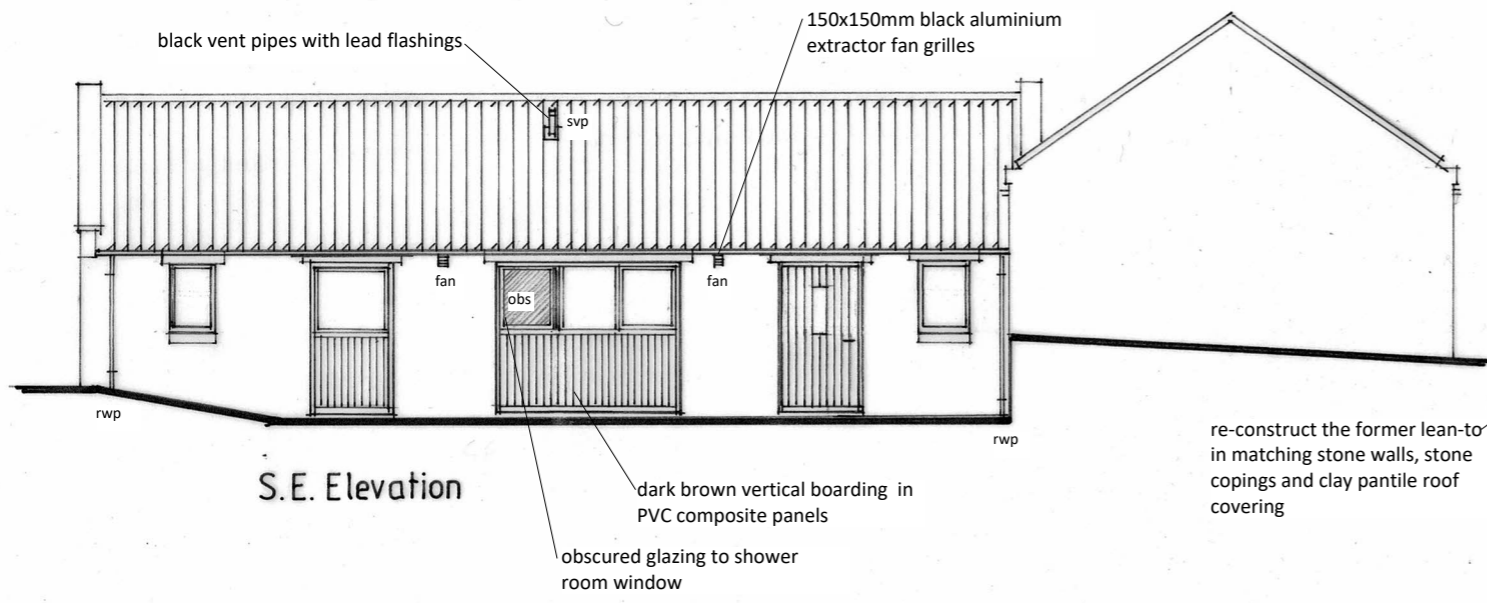 150x150mm black aluminium
extractor fan grilles
black vent pipes with lead flashings
svp
fan
fan
obs
rwp
rwp
re-construct the former lean-to
in matching stone walls, stone
copings and clay pantile roof
covering
S.E. Elevation
dark brown vertical boarding in
PVC composite panels
obscured glazing to shower
room window